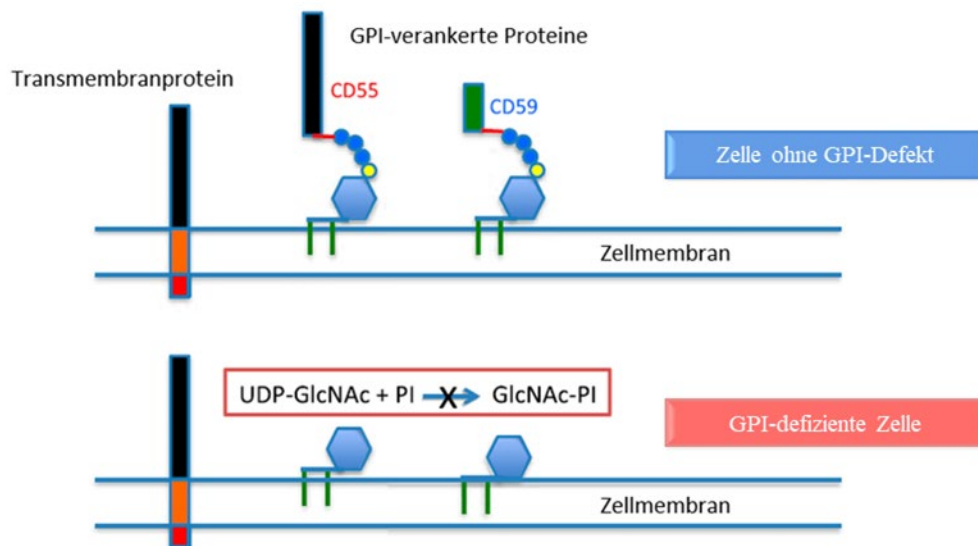 GPI-verankerte Proteine
Transmembranprotein
CD55
CD59
Zelle ohne GPI-Defekt
Zellmembran
UDP-GlcNAc + PI X GlcNAc-PI
GPI-defiziente Zelle
Zellmembran